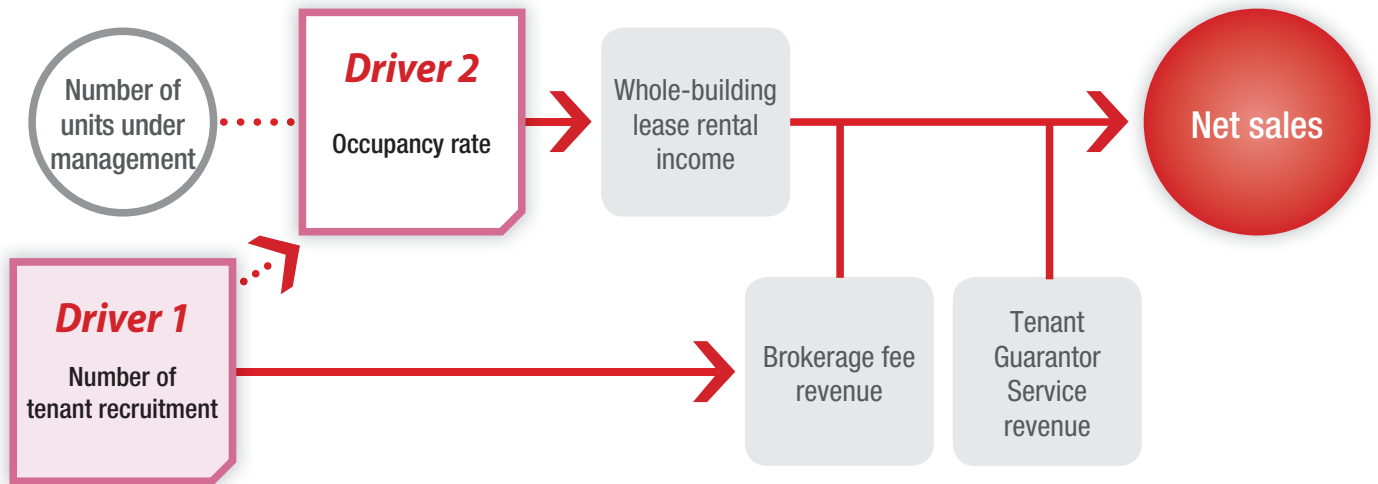 Number of
units under
management
Driver 2
Occupancy rate
Whole-building
lease rental
income
Net sales
Driver 1
Number of
tenant recruitment
Brokerage fee
revenue
Tenant
Guarantor
Service
revenue